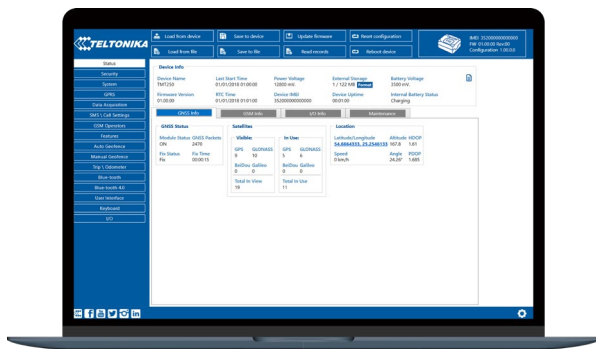 TELTONIKA
Load from device
Save to device
Update firmware
Reset configuration
Load from file
Save to file
Read records
Reboot device
IMEI 352000000000000
FW 01.00.00 Rev:00
Configuration 1.00.0.0
Status
Security
System
GPRS
Data Acquisition
SMS \ Call Settings
GSM Operators
Features
Auto Geofence
Manual Geofence
Trip \ Odometer
Blue-tooth
Blue-tooth 4.0
User Interface
Keyboard
I/O
Device Info
Device Name Last Start Time Power Voltage External Storage Battery Voltage
TMT250 01/01/2018 01:00:00 12000 mV. 1 / 122 MB Format 3300 mV.
Firmware Version RTC Time Device IMEI Device Uptime Internal Battery Status
01.00.00 01/01/2018 01:01:00 352000000000000 00:01:00 Charging
GNSS Info GSM Info I/O Info Maintenance
GNSS Status
Module Status GNSS Packets
ON 2470
Fix Status Fix Time
Fix 00:00:15
Satellites
Visible:
GPS GLONASS
9 10
BeiDou Galileo
0 0
Total In View
19
In Use:
GPS GLONASS
5 6
BeiDou Galileo
0 0
Total In Use
11
Location
Latitude/Longitude Altitude HDOP
54.6664333, 25.2546133 167.8 1.61
Speed Angle PDOP
0 km/h 24.26° 1.693